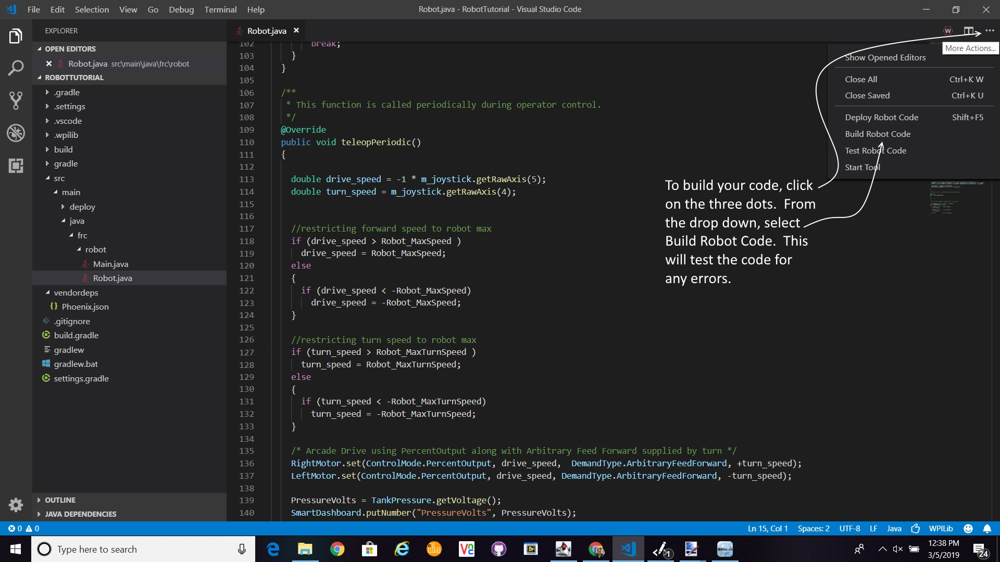 File Edit Selection View Go Debug Terminal Help
Robot.java - RobotTutorial - Visual Studio Code
EXPLORER
OPEN EDITORS
Robot.java src\main\java\frc\robot
ROBOTTUTORIAL
.gradle
.settings
.vscode
.wpilib
build
gradle
src
main
deploy
java
frc
robot
Main.java
Robot.java
vendordeps
{} Phoenix.json
.gitignore
build.gradle
gradlew
gradlew.bat
settings.gradle
OUTLINE
JAVA DEPENDENCIES
Robot.java
W
More Actions...
102 break;
103 }
104 }
105
106 /**
107 * This function is called periodically during operator control.
108 */
109 @Override
110 public void teleopPeriodic()
111 {
112
113 double drive_speed = -1 * m_joystick.getRawAxis(5);
114 double turn_speed = m_joystick.getRawAxis(4);
115
116
117 //restricting forward speed to robot max
118 if (drive_speed > Robot_MaxSpeed )
119 drive_speed = Robot_MaxSpeed;
120 else
121 {
122 if (drive_speed < -Robot_MaxSpeed)
123 drive_speed = -Robot_MaxSpeed;
124 }
125
126 //restricting turn speed to robot max
127 if (turn_speed > Robot_MaxTurnSpeed )
128 turn_speed = Robot_MaxTurnSpeed;
129 else
130 {
131 if (turn_speed < -Robot_MaxTurnSpeed)
132 turn_speed = -Robot_MaxTurnSpeed;
133 }
134
135 /* Arcade Drive using PercentOutput along with Arbitrary Feed Forward supplied by turn */
136 RightMotor.set(ControlMode.PercentOutput, drive_speed, DemandType.ArbitraryFeedForward, +turn_speed);
137 LeftMotor.set(ControlMode.PercentOutput, drive_speed, DemandType.ArbitraryFeedForward, -turn_speed);
138
139 PressureVolts = TankPressure.getVoltage();
140 SmartDashboard.putNumber("PressureVolts", PressureVolts);
Show Opened Editors
Close All Ctrl+K W
Close Saved Ctrl+K U
Deploy Robot Code Shift+F5
Build Robot Code
Test Robot Code
Start Tool
To build your code, click
on the three dots. From
the drop down, select
Build Robot Code. This
will test the code for
any errors.
0 0
Ln 15, Col 1 Spaces: 2 UTF-8 LF Java WPILib
Type here to search
ifm
1
12:38 PM
3/5/2019
24